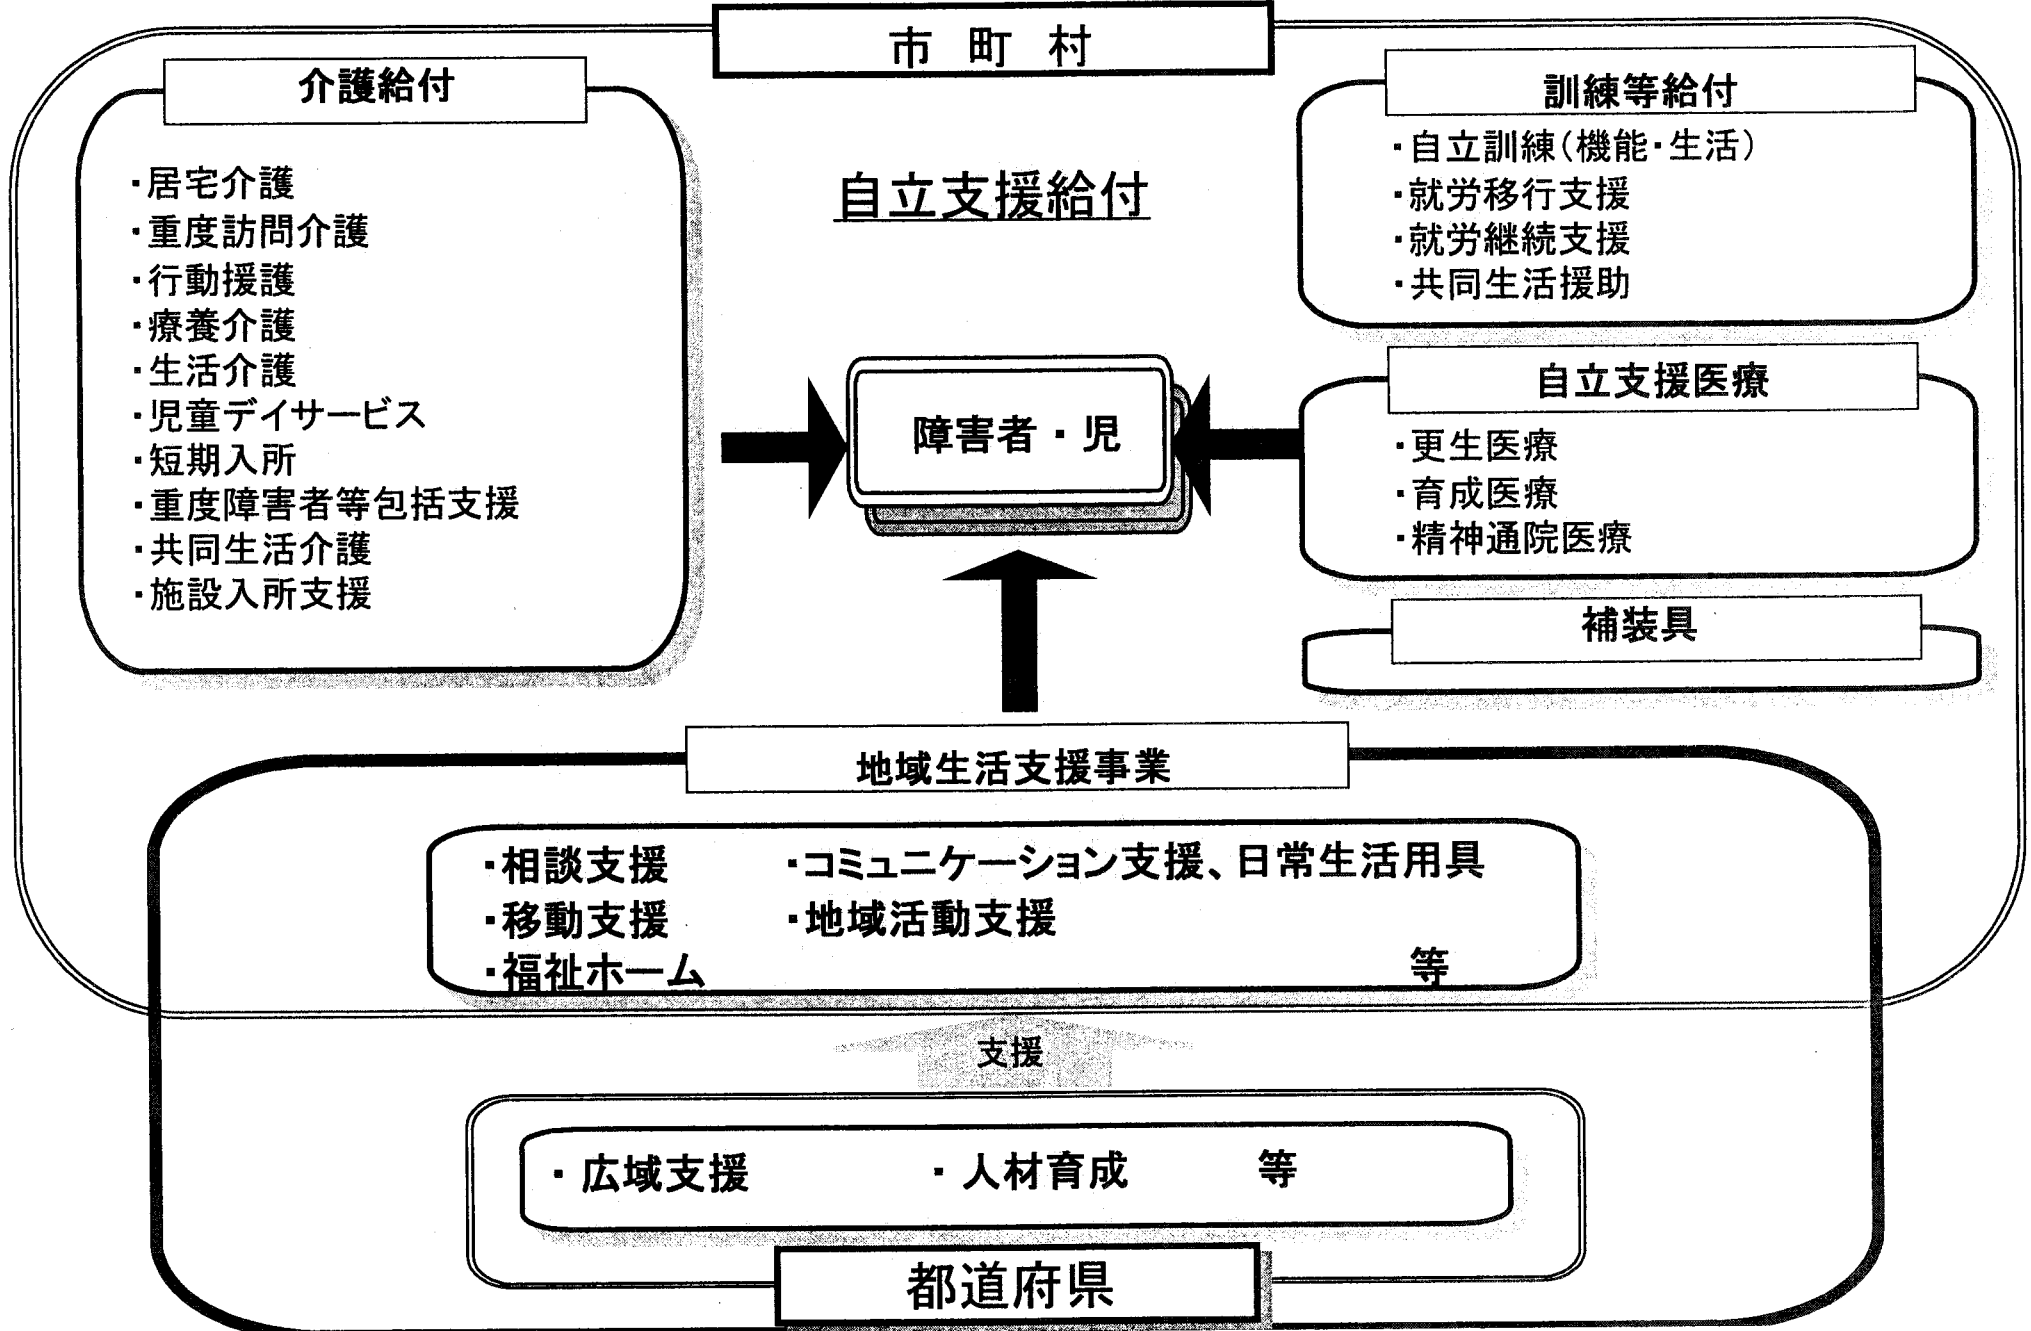 市 町 村
介護給付
・居宅介護
・重度訪問介護
・行動援護
・療養介護
・生活介護
・児童デイサービス
・短期入所
・重度障害者等包括支援
・共同生活介護
・施設入所支援
自立支援給付
訓練等給付
・自立訓練(機能・生活)
・就労移行支援
・就労継続支援
・共同生活援助
障害者・児
自立支援医療
・更生医療
・育成医療
・精神通院医療
補装具
地域生活支援事業
・相談支援 ・コミュニケーション支援、日常生活用具
・移動支援 ・地域活動支援
・福祉ホーム 等
支援
・広域支援 ・人材育成 等
都道府県